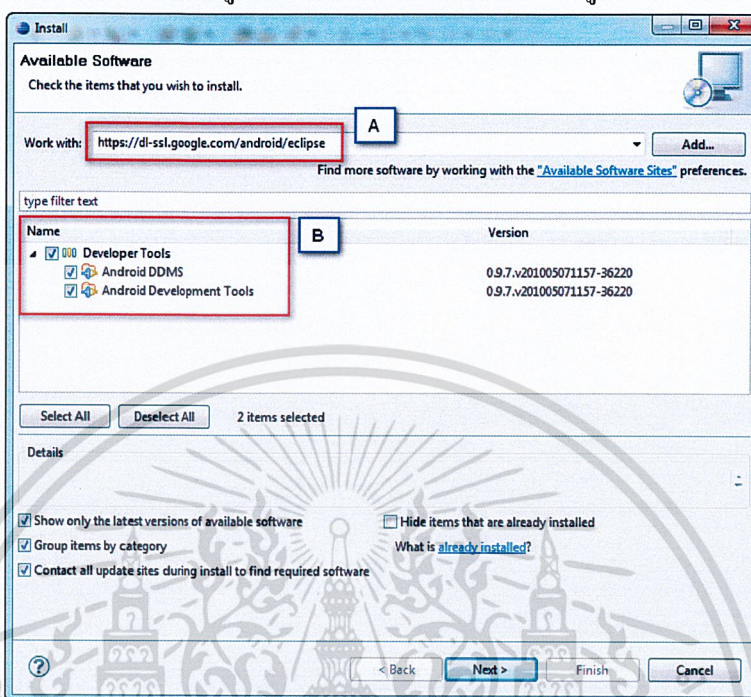 Install
Available Software
Check the items that you wish to install.
A
Work with: https://dl-ssl.google.com/android/eclipse Add...
Find more software by working with the "Available Software Sites" preferences.
type filter text
Name Version
B
Developer Tools
Android DDMS 0.9.7.v201005071157-36220
Android Development Tools 0.9.7.v201005071157-36220
Select All Deselect All 2 items selected
Details
Show only the latest versions of available software Hide items that are already installed
Group items by category What is already installed?
Contact all update sites during install to find required software
? < Back Next > Finish Cancel